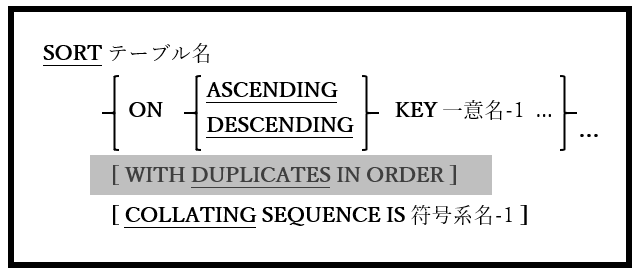 SORT テーブル名
ASCENDING
ON KEY 一意名-1 ...
DESCENDING
...
[ WITH DUPLICATES IN ORDER ]
[ COLLATING SEQUENCE IS 符号系名-1 ]